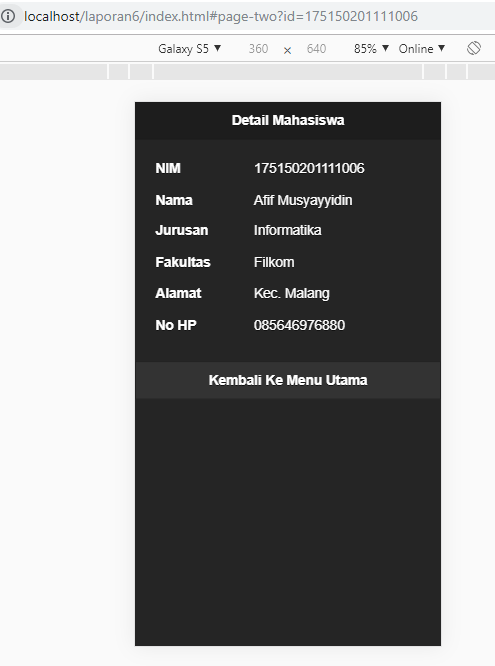 localhost/laporan6/index.html#page-two?id=175150201111006
Galaxy S5 ▼ 360 × 640 85% ▼ Online ▼
Detail Mahasiswa
NIM 175150201111006
Nama Afif Musyayyidin
Jurusan Informatika
Fakultas Filkom
Alamat Kec. Malang
No HP 085646976880
Kembali Ke Menu Utama